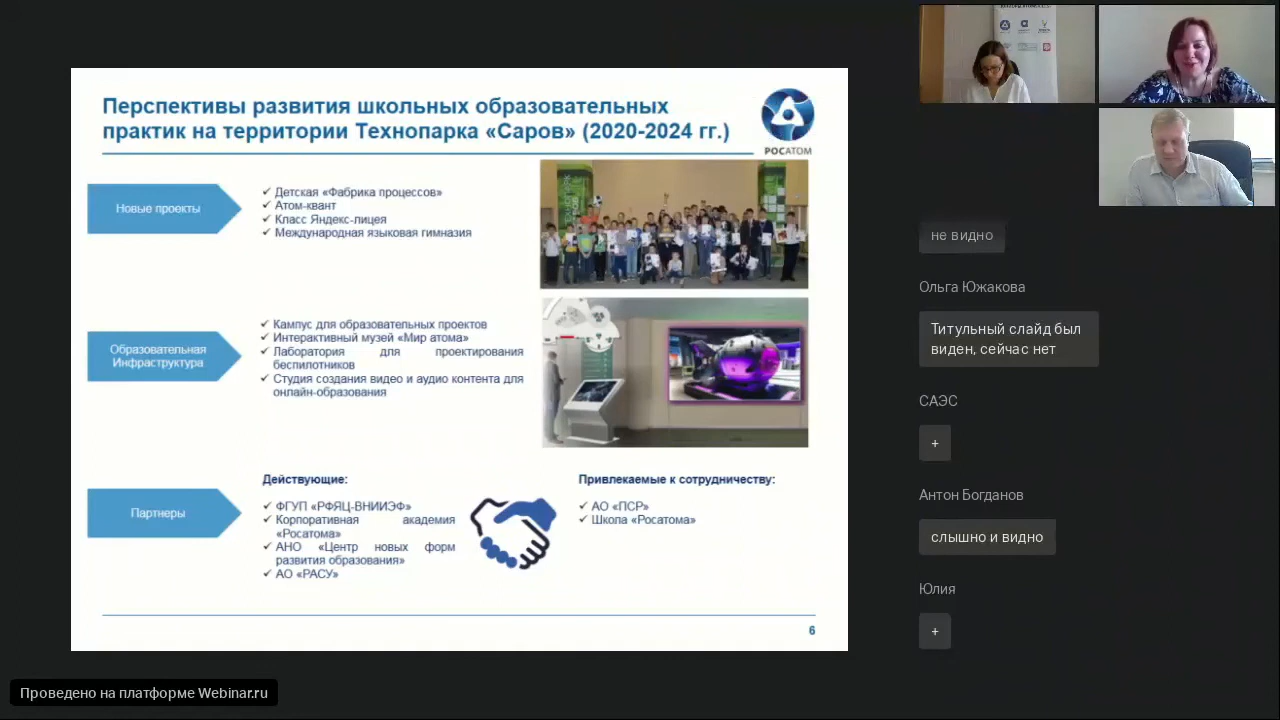 Перспективы развития школьных образовательных
практик на территории Технопарка «Саров» (2020-2024 гг.)
РОСАТОМ
Новые проекты
✓ Детская «Фабрика процессов»
✓ Атом-квант
✓ Класс Яндекс-лицея
✓ Международная языковая гимназия
Образовательная
Инфраструктура
✓ Кампус для образовательных проектов
✓ Интерактивный музей «Мир атома»
✓ Лаборатория для проектирования
беспилотников
✓ Студия создания видео и аудио контента для
онлайн-образования
Партнеры
Действующие:
✓ ФГУП «РФЯЦ-ВНИИЭФ»
✓ Корпоративная академия
«Росатома»
✓ АНО «Центр новых форм
развития образования»
✓ АО «РАСУ»
Привлекаемые к сотрудничеству:
✓ АО «ПСР»
✓ Школа «Росатома»
6
не видно
Ольга Южакова
Титульный слайд был
виден, сейчас нет
САЭС
+
Антон Богданов
слышно и видно
Юлия
+
Проведено на платформе Webinar.ru